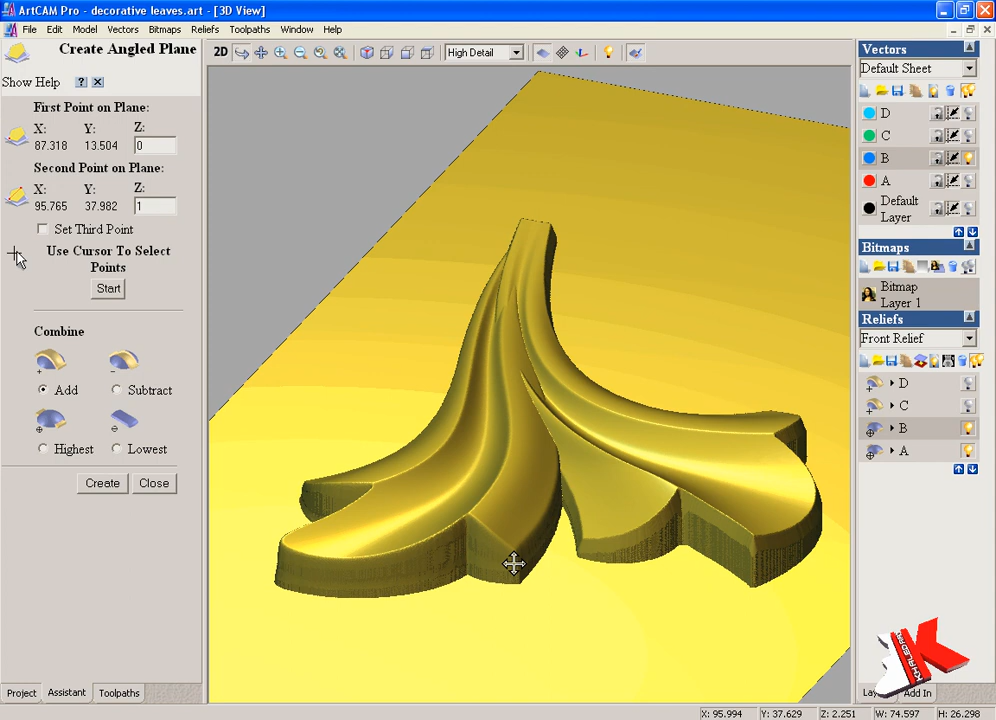 ArtCAM Pro - decorative leaves.art - [3D View]
File Edit Model Vectors Bitmaps Reliefs Toolpaths Window Help
Create Angled Plane
Show Help ?
First Point on Plane:
X: Y: Z:
87.318 13.504 0
Second Point on Plane:
X: Y: Z:
95.765 37.982 1
Set Third Point
Use Cursor To Select
Points
Start
Combine
Add Subtract
Highest Lowest
Create Close
Project Assistant Toolpaths
2D High Detail
Vectors
Default Sheet
D
C
B
A
Default
Layer
Bitmaps
Bitmap
Layer 1
Reliefs
Front Relief
D
C
B
A
KHALEDARK
Add In
X: 95.994 Y: 37.629 Z: 2.251 W: 74.597 H: 26.298